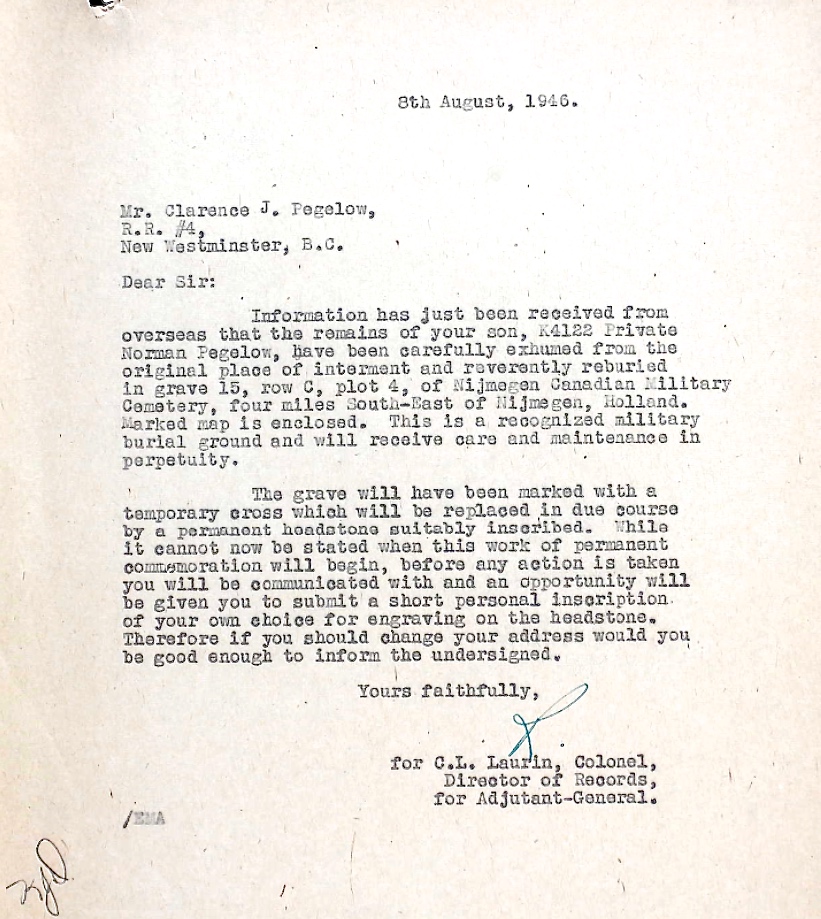 8th August, 1946.
Mr. Clarence J. Pegelow,
R.R. #4,
New Westminster, B.C.
Dear Sir:
Information has just been received from
overseas that the remains of your son, K4122 Private
Norman Pegelow, have been carefully exhumed from the
original place of interment and reverently reburied
in grave 15, row C, plot 4, of Nijmegen Canadian Military
Cemetery, four miles South-East of Nijmegen, Holland.
Marked map is enclosed. This is a recognized military
burial ground and will receive care and maintenance in
perpetuity.
The grave will have been marked with a
temporary cross which will be replaced in due course
by a permanent headstone suitably inscribed. While
it cannot now be stated when this work of permanent
commemoration will begin, before any action is taken
you will be communicated with and an opportunity will
be given you to submit a short personal inscription
of your own choice for engraving on the headstone.
Therefore if you should change your address would you
be good enough to inform the undersigned.
Yours faithfully,
for C.L. Laurin, Colonel,
Director of Records,
for Adjutant-General.
/EMA